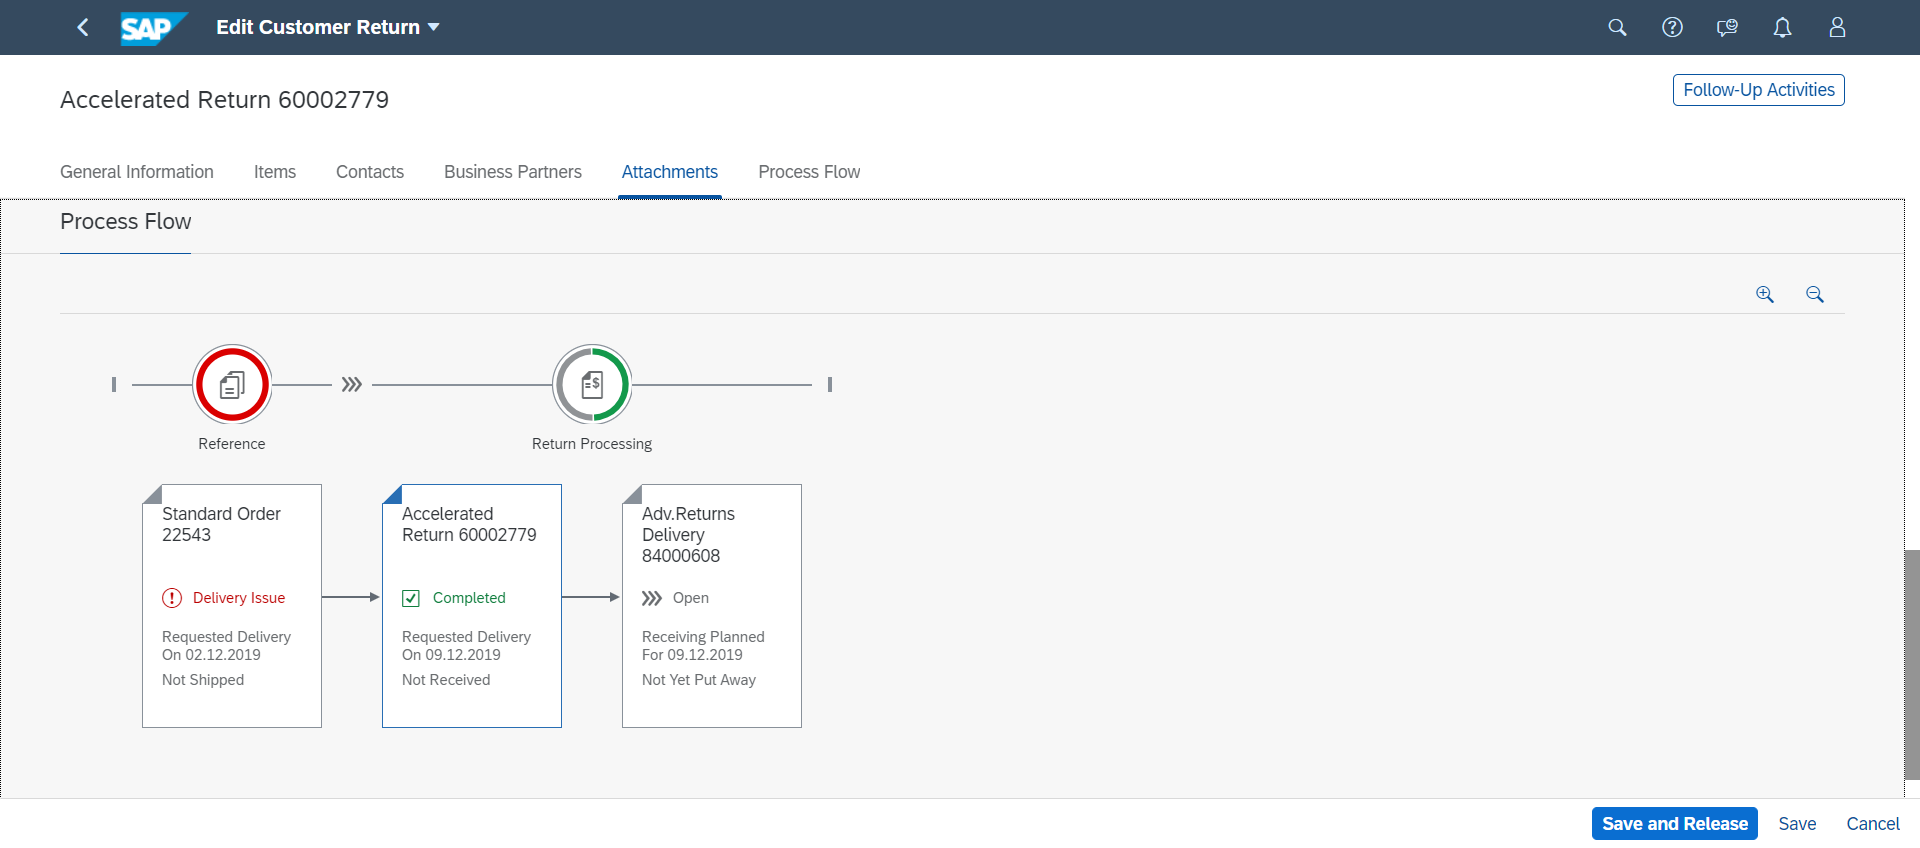 SAP Edit Customer Return
Accelerated Return 60002779
Follow-Up Activities
General Information Items Contacts Business Partners Attachments Process Flow
Process Flow
Reference
Return Processing
Standard Order
22543
Delivery Issue
Requested Delivery
On 02.12.2019
Not Shipped
Accelerated
Return 60002779
Completed
Requested Delivery
On 09.12.2019
Not Received
Adv.Returns
Delivery
84000608
Open
Receiving Planned
For 09.12.2019
Not Yet Put Away
Save and Release Save Cancel